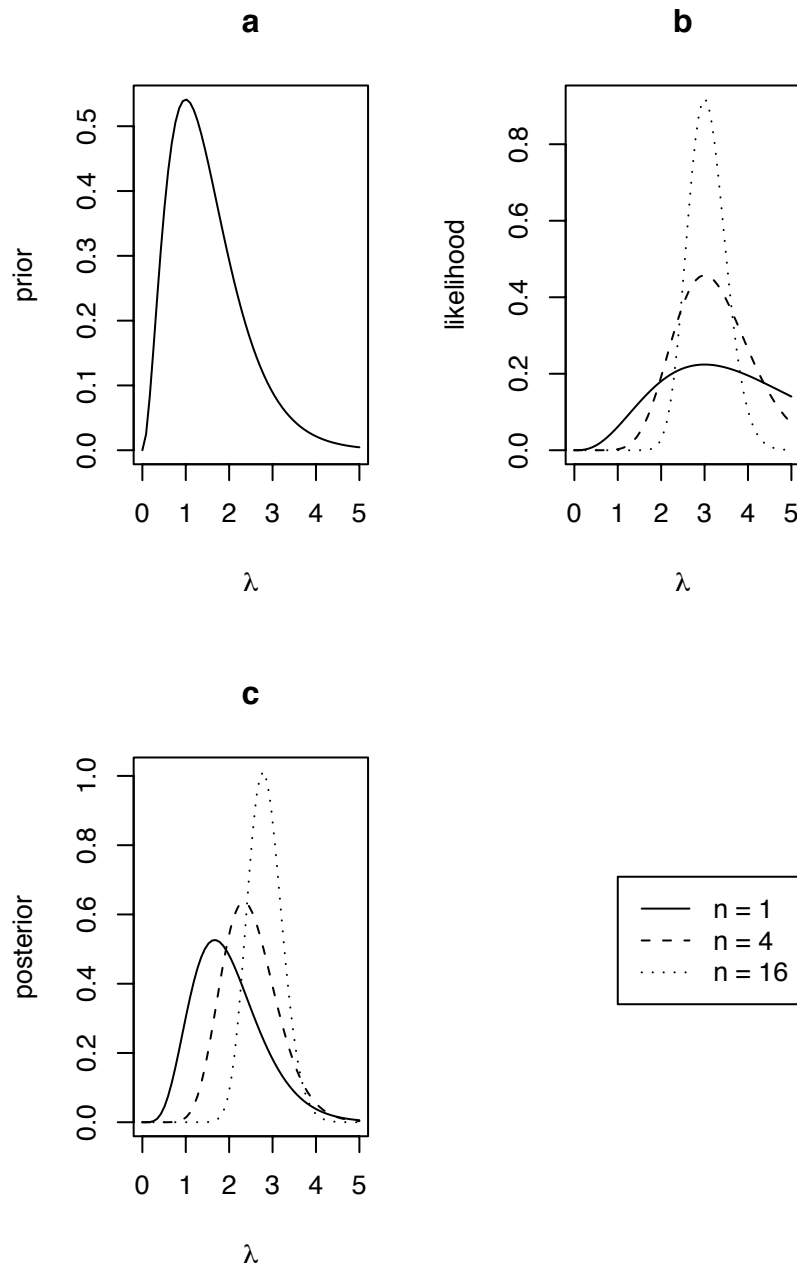 a
prior
0.0 0.1 0.2 0.3 0.4 0.5
0 1 2 3 4 5
λ
b
likelihood
0.0 0.2 0.4 0.6 0.8
0 1 2 3 4 5
λ
c
posterior
0.0 0.2 0.4 0.6 0.8 1.0
0 1 2 3 4 5
λ
n = 1
n = 4
n = 16